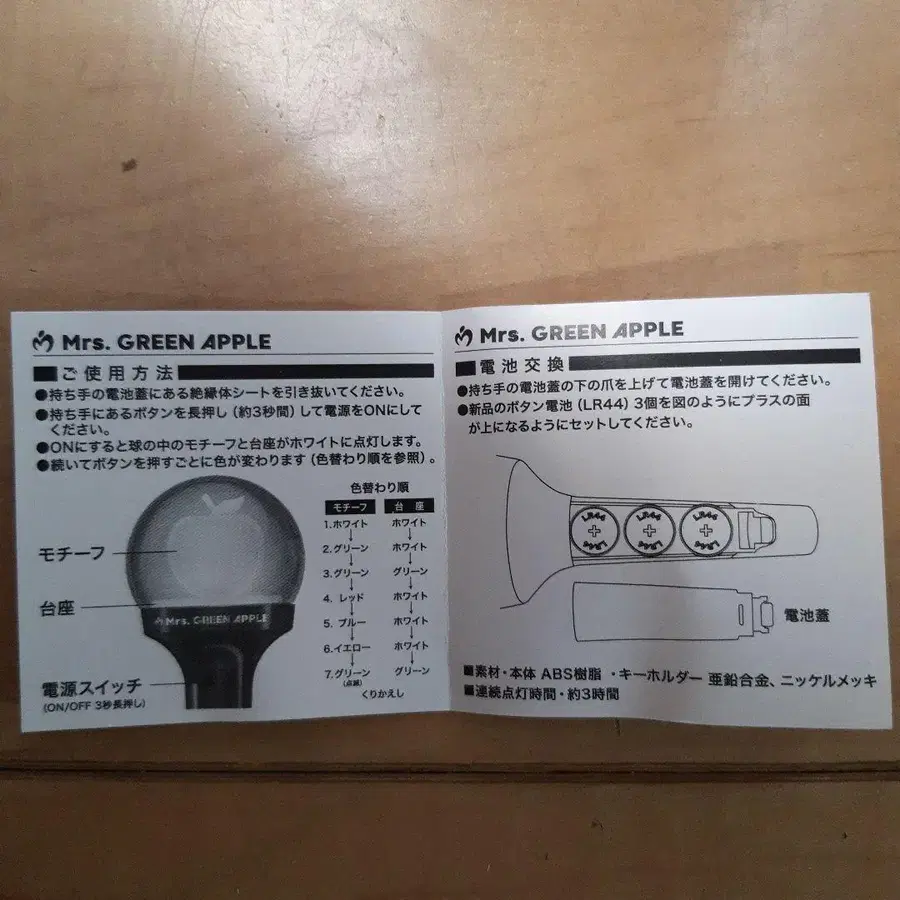 Mrs. GREEN APPLE
ご使用方法
●持ち手の電池蓋にある絶縁体シートを引き抜いてください。
●持ち手にあるボタンを長押し（約3秒間）して電源をONにして
ください。
●ONにすると球の中のモチーフと台座がホワイトに点灯します。
●続いてボタンを押すごとに色が変わります（色替わり順を参照）。
色替わり順
モチーフ 台座
1.ホワイト ホワイト
↓ ↓
2.グリーン ホワイト
↓ ↓
3.グリーン グリーン
↓ ↓
4. レッド ホワイト
↓ ↓
5. ブルー ホワイト
↓ ↓
6.イエロー ホワイト
↓ ↓
7.グリーン グリーン
(点滅)
くりかえし
モチーフ
台座
Mrs. GREEN APPLE
電源スイッチ
(ON/OFF 3秒長押し)
Mrs. GREEN APPLE
電池交換
●持ち手の電池蓋の下の爪を上げて電池蓋を開けてください。
●新品のボタン電池（LR44）3個を図のようにプラスの面
が上になるようにセットしてください。
LR44 LR44 LR44
+ + +
LR44 LR44 LR44
電池蓋
■素材・本体 ABS樹脂 ・キーホルダー 亜鉛合金、ニッケルメッキ
■連続点灯時間・約3時間